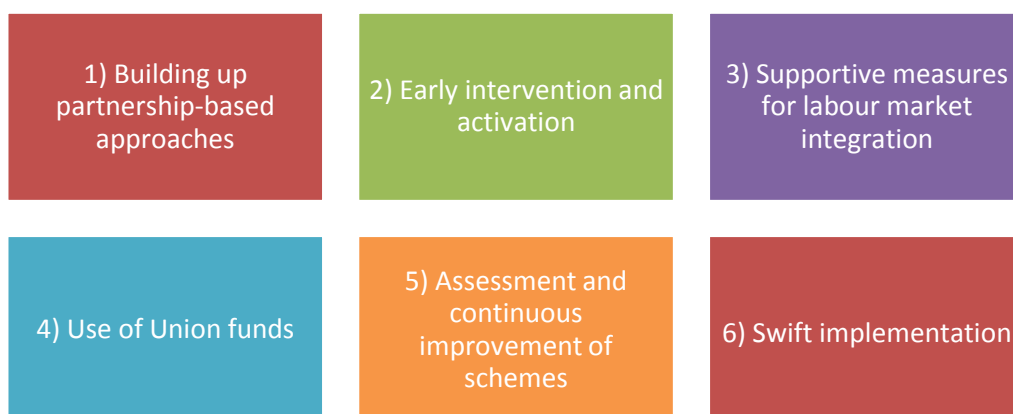 1) Building up
partnership-based
approaches
2) Early intervention and
activation
3) Supportive measures
for labour market
integration
4) Use of Union funds
5) Assessment and
continuous
improvement of
schemes
6) Swift implementation